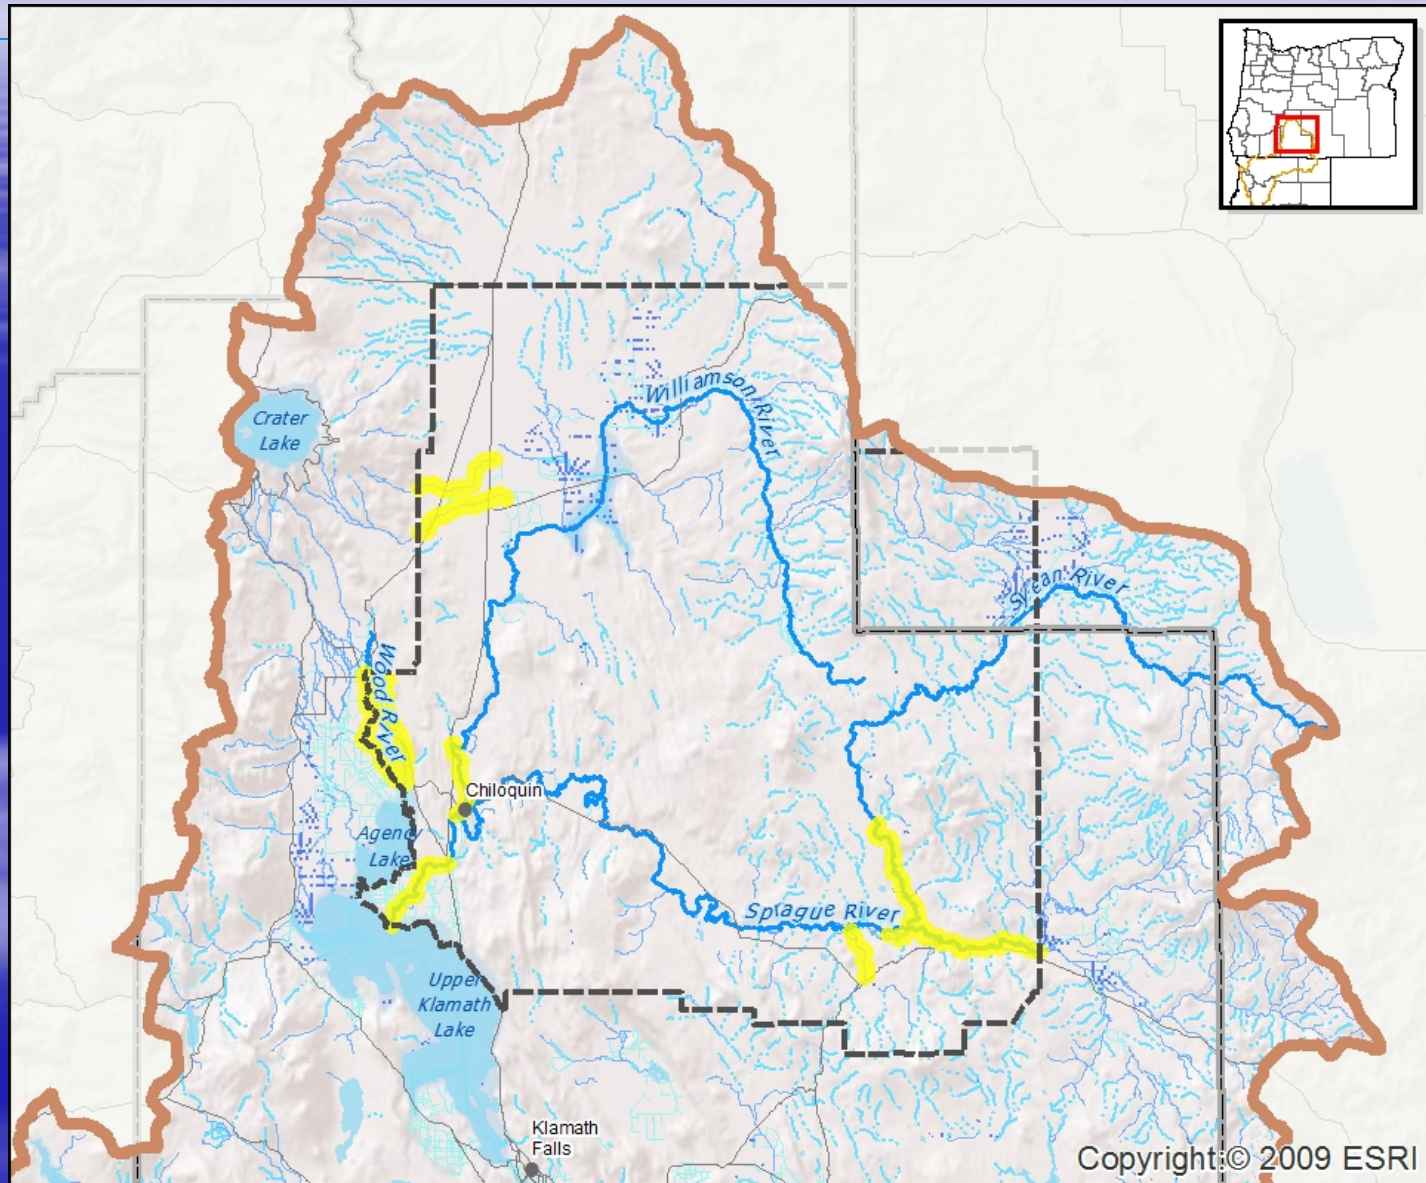 Williamson River
Crater
Lake
Sycan River
Wood River
Chiloquin
Agency
Lake
Sprague River
Upper
Klamath
Lake
Klamath
Falls
Copyright:© 2009 ESRI